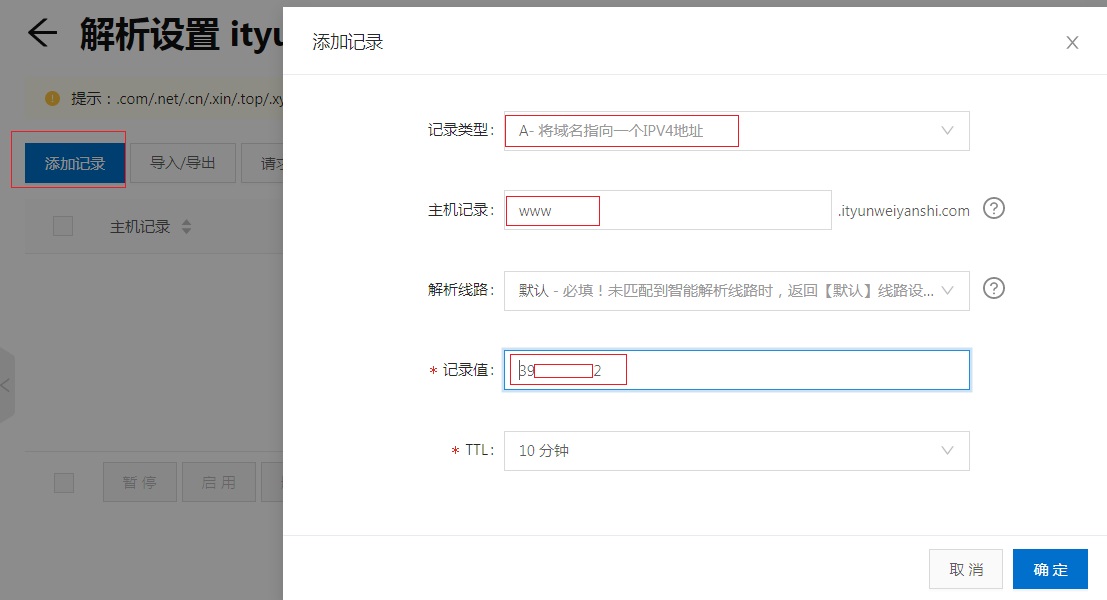 解析设置 ityu
添加记录
提示：.com/.net/.cn/.xin/.top/.xy
添加记录
导入/导出
请求
主机记录
记录类型:
A- 将域名指向一个IPV4地址
主机记录:
www
.ityunweiyanshi.com
解析线路:
默认 - 必填！未匹配到智能解析线路时，返回【默认】线路设...
* 记录值:
39 2
* TTL:
10 分钟
暂 停
启 用
取 消
确 定